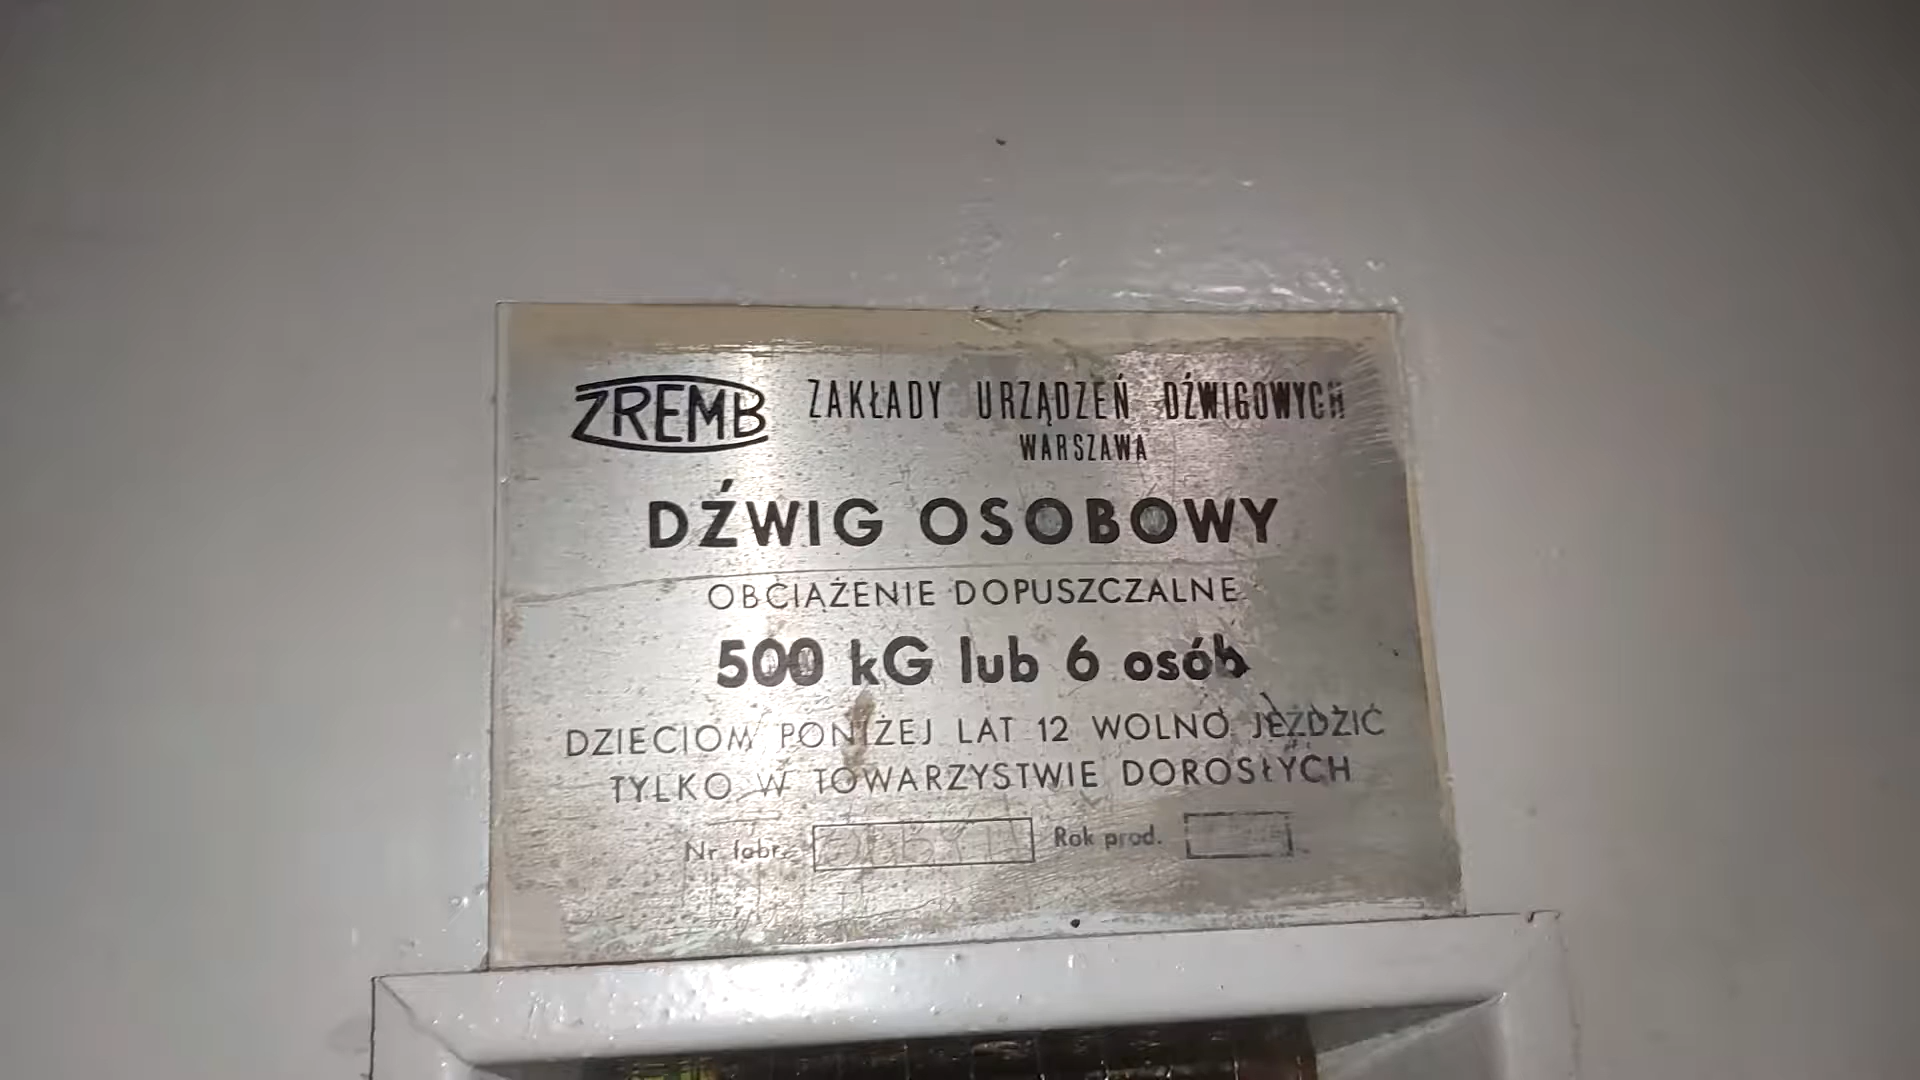 ZREMB ZAKŁADY URZĄDZEŃ DŹWIGOWYCH
WARSZAWA
DŹWIG OSOBOWY
OBCIĄŻENIE DOPUSZCZALNE
500 kG lub 6 osób
DZIECIOM PONIŻEJ LAT 12 WOLNO JEŹDZIĆ
TYLKO W TOWARZYSTWIE DOROSŁYCH
Nr fabr. Rok prod.